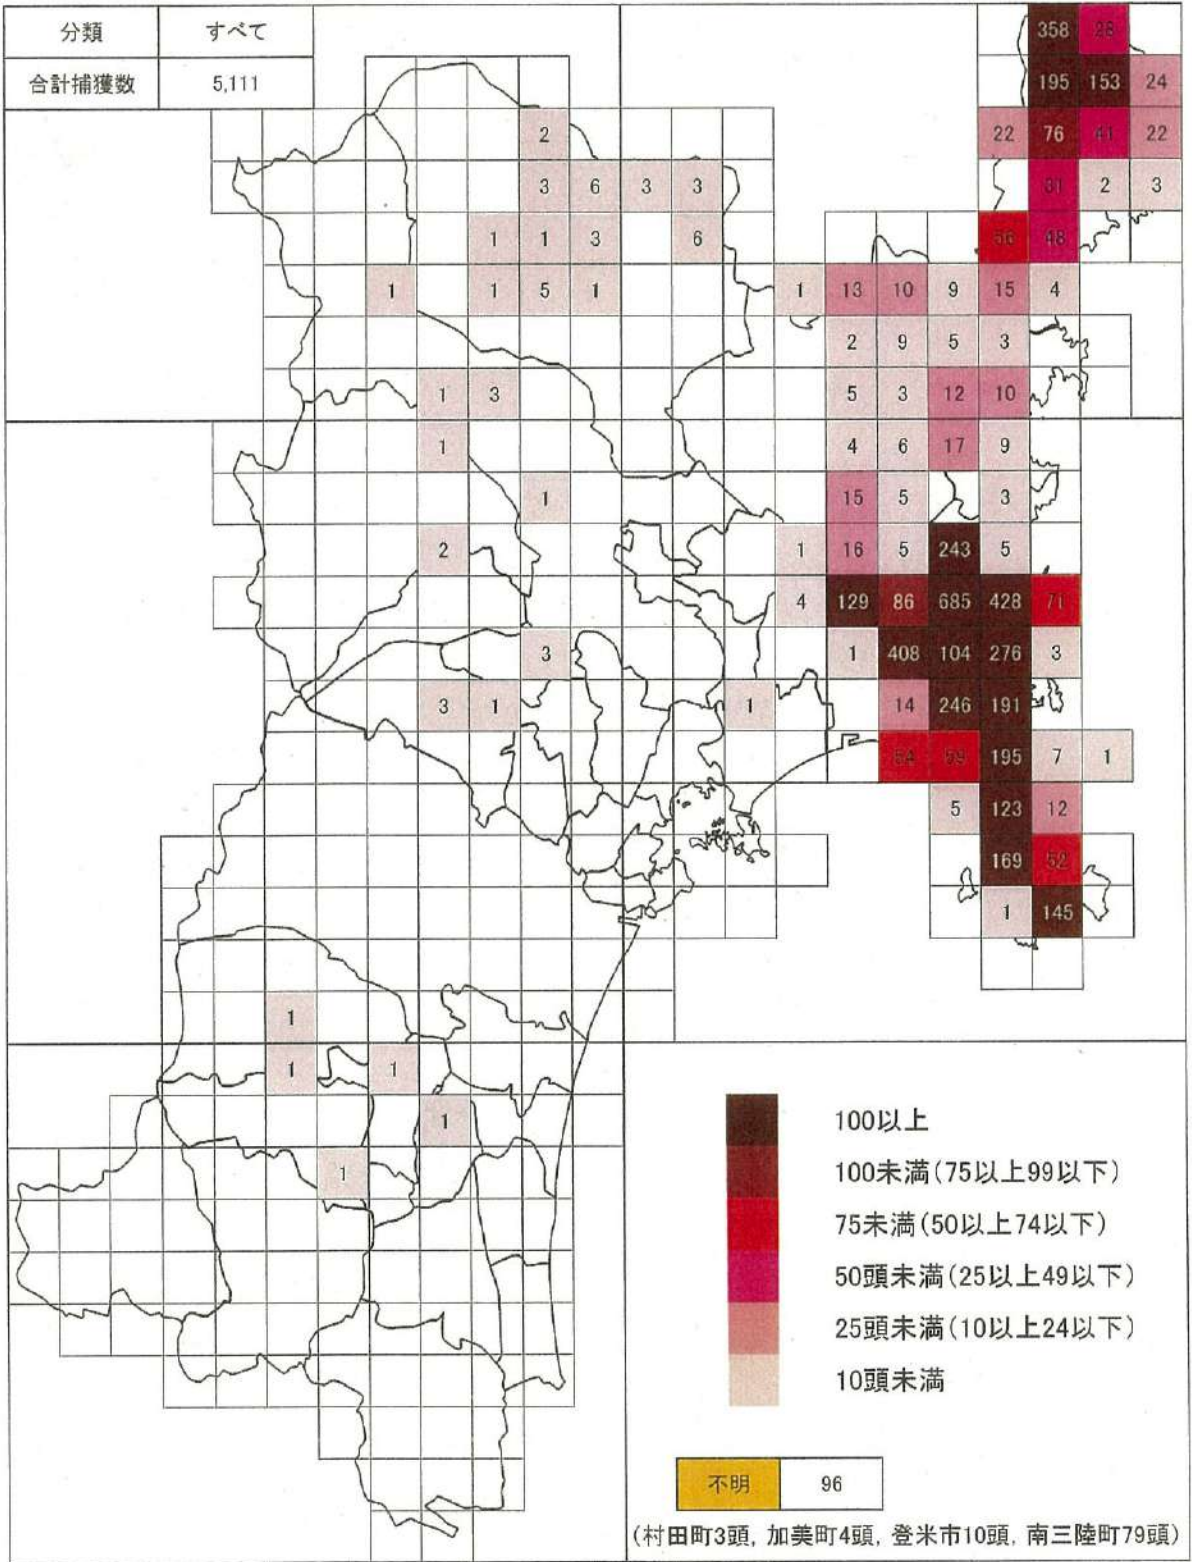 分類 すべて 358 28
合計捕獲数 5,111 195 153 24
2 22 76 41 22
3 6 3 3 31 2 3
1 1 3 6 56 48
1 1 5 1 1 13 10 9 15 4
2 9 5 3
1 3 5 3 12 10
1 4 6 17 9
1 15 5 3
2 1 16 5 243 5
4 129 86 685 428 71
3 1 408 104 276 3
3 1 1 14 246 191
54 59 195 7 1
5 123 12
169 52
1 145
1
1 1
1
1
100以上
100未満(75以上99以下)
75未満(50以上74以下)
50頭未満(25以上49以下)
25頭未満(10以上24以下)
10頭未満
不明 96
(村田町3頭, 加美町4頭, 登米市10頭, 南三陸町79頭)